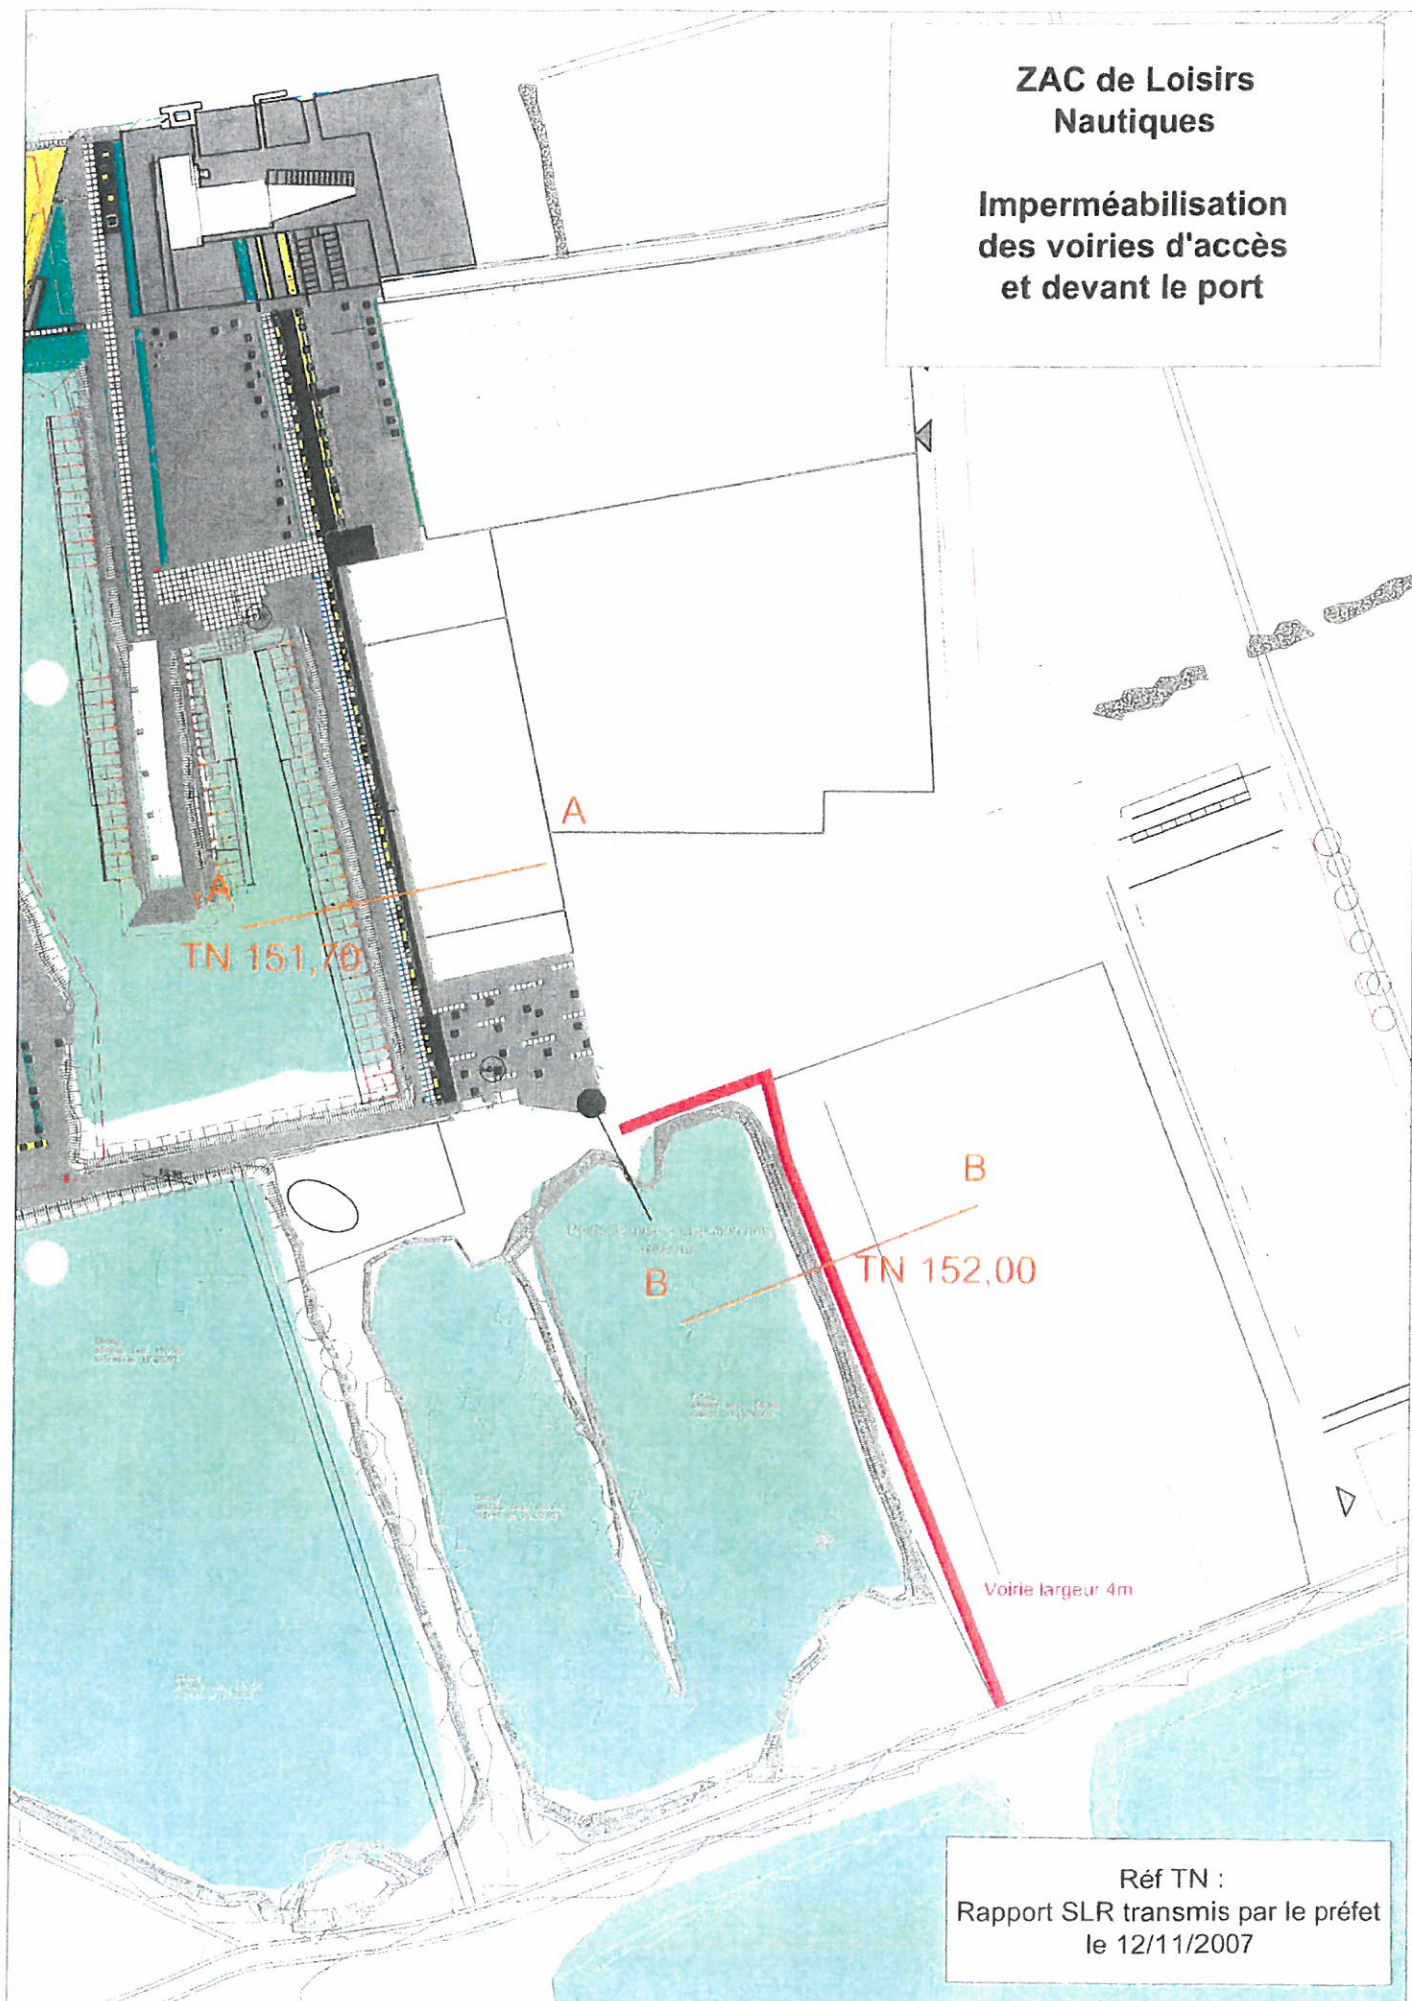 ZAC de Loisirs
Nautiques
Imperméabilisation
des voiries d'accès
et devant le port
A
A
TN 151,70
B
B
TN 152,00
Voirie largeur 4m
Réf TN :
Rapport SLR transmis par le préfet
le 12/11/2007